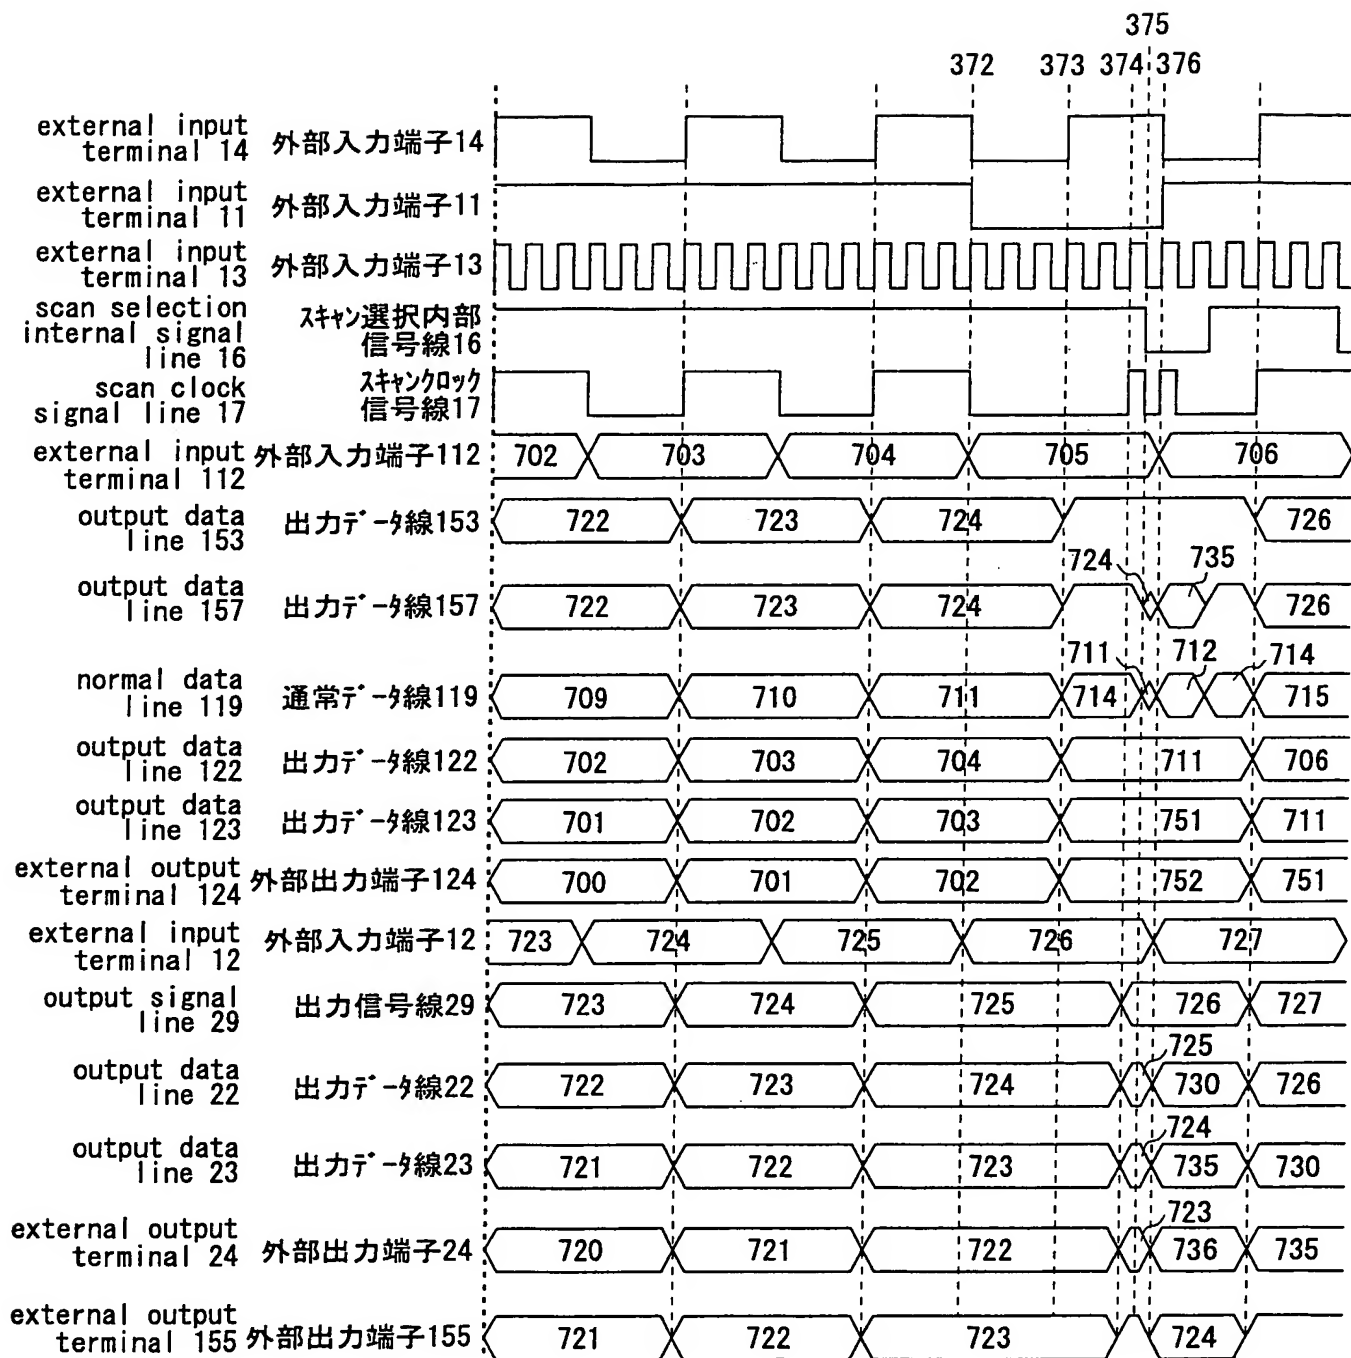 375
372 373 374 376
external input
terminal 14 外部入力端子14
external input
terminal 11 外部入力端子11
external input
terminal 13 外部入力端子13
scan selection
internal signal
line 16
スキャン選択内部
信号線16
scan clock
signal line 17
スキャンクロック
信号線17
external input
terminal 112 外部入力端子112 702 703 704 705 706
output data
line 153 出力データ線153 722 723 724 726
724 735
output data
line 157 出力データ線157 722 723 724 726
711 712 714
normal data
line 119 通常データ線119 709 710 711 714 715
output data
line 122 出力データ線122 702 703 704 711 706
output data
line 123 出力データ線123 701 702 703 751 711
external output
terminal 124 外部出力端子124 700 701 702 752 751
external input
terminal 12 外部入力端子12 723 724 725 726 727
output signal
line 29 出力信号線29 723 724 725 726 727
725
output data
line 22 出力データ線22 722 723 724 730 726
724
output data
line 23 出力データ線23 721 722 723 735 730
723
external output
terminal 24 外部出力端子24 720 721 722 736 735
external output
terminal 155 外部出力端子155 721 722 723 724